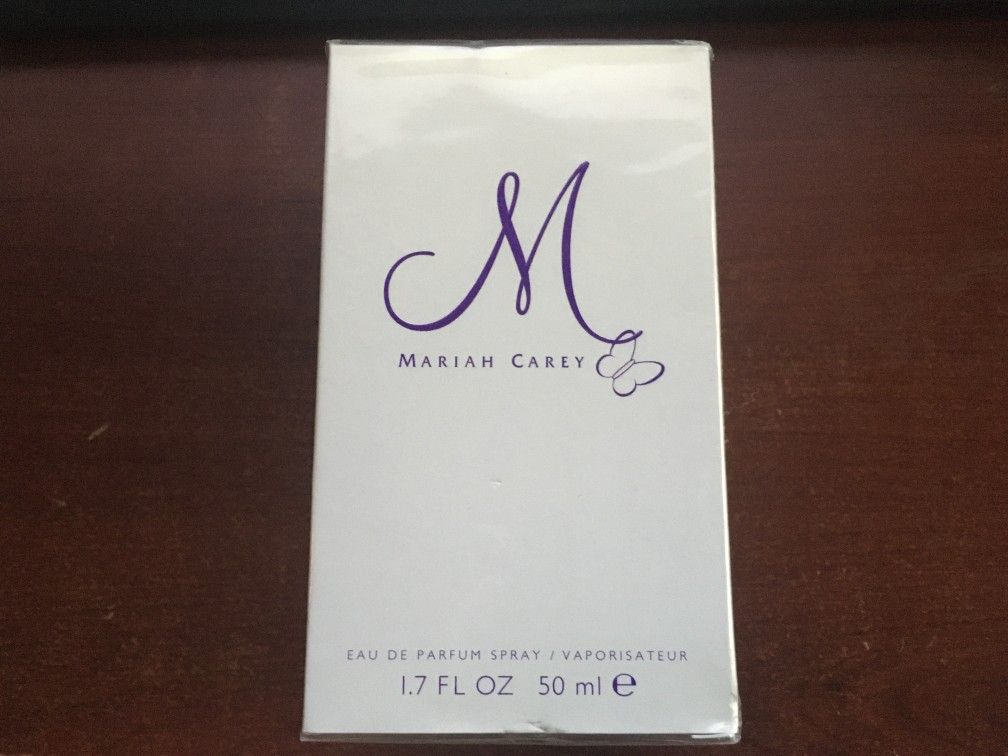 M
MARIAH CAREY
EAU DE PARFUM SPRAY / VAPORISATEUR
1.7 FL OZ 50 ml ℮